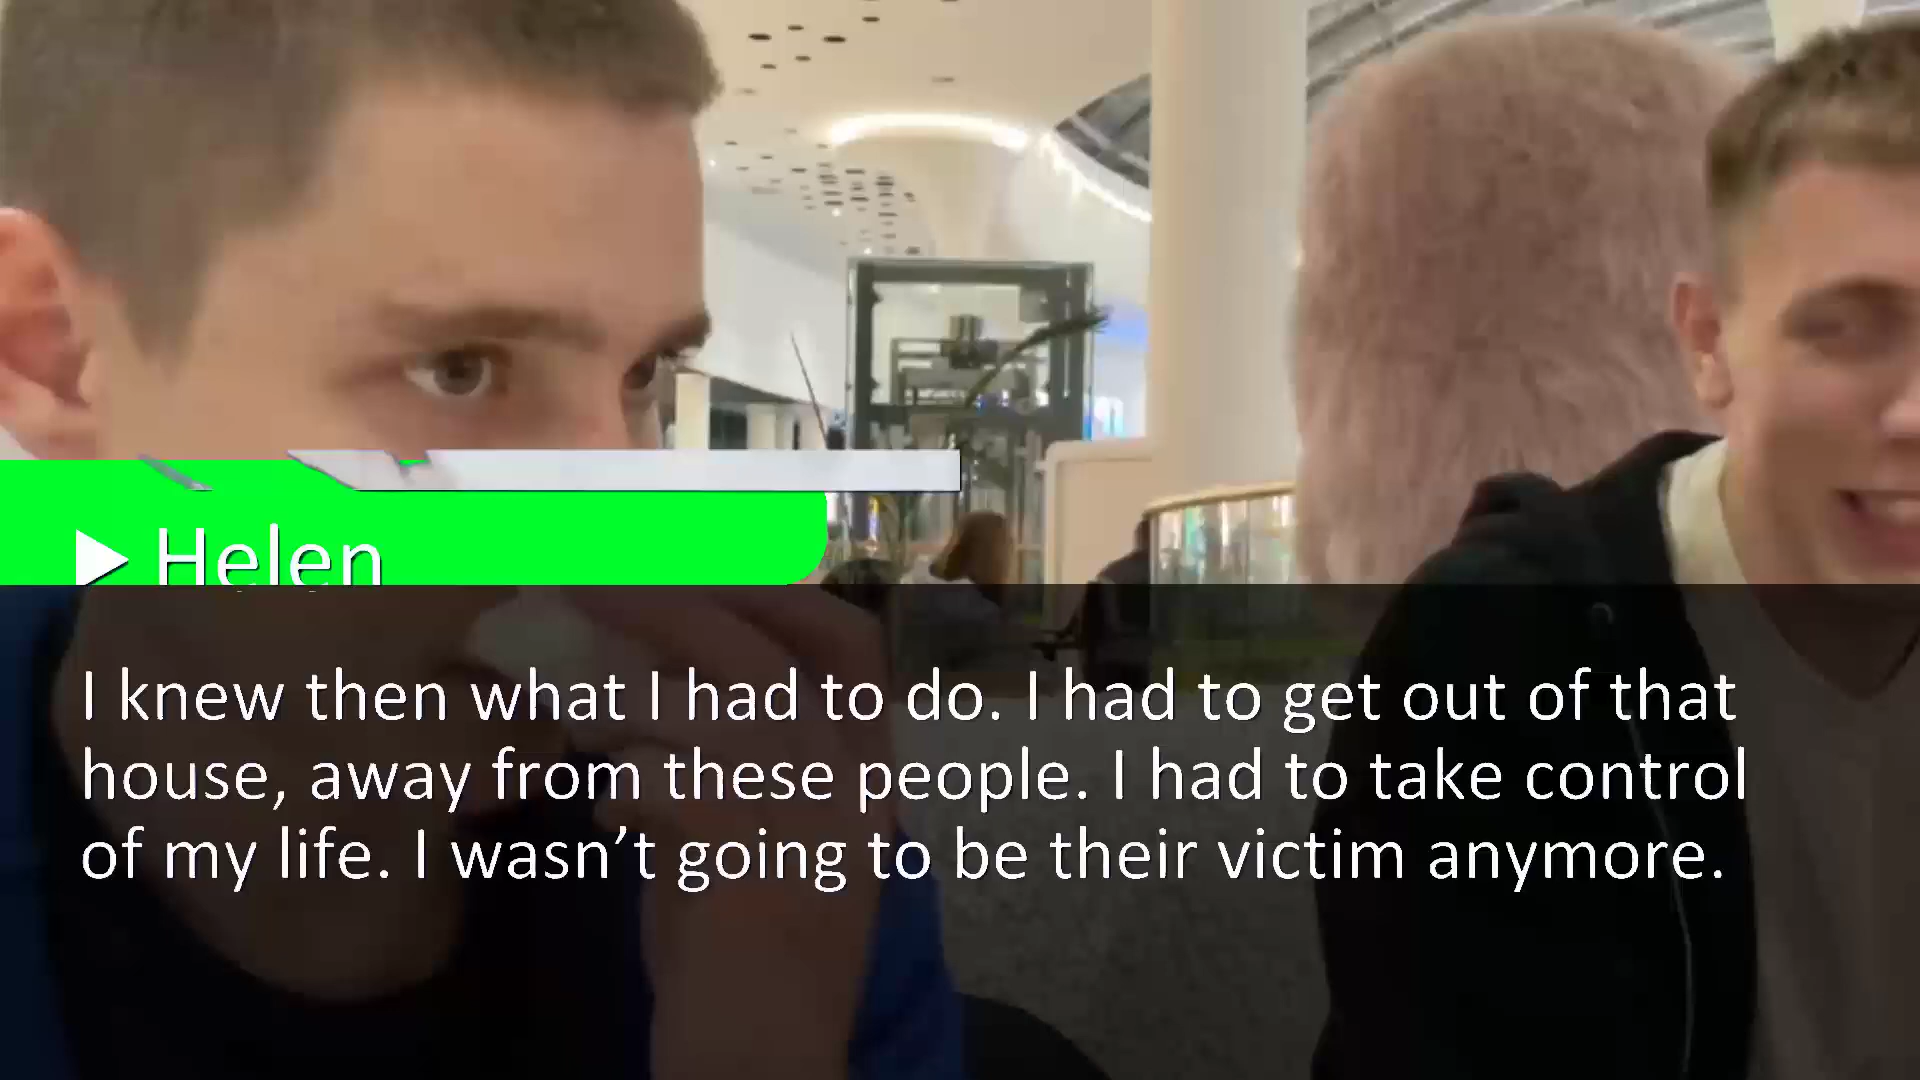 Helen
I knew then what I had to do. I had to get out of that
house, away from these people. I had to take control
of my life. I wasn’t going to be their victim anymore.